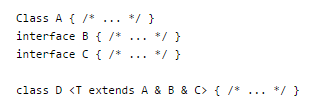 Class A { /* ... */ }
interface B { /* ... */ }
interface C { /* ... */ }
class D <T extends A & B & C> { /* ... */ }